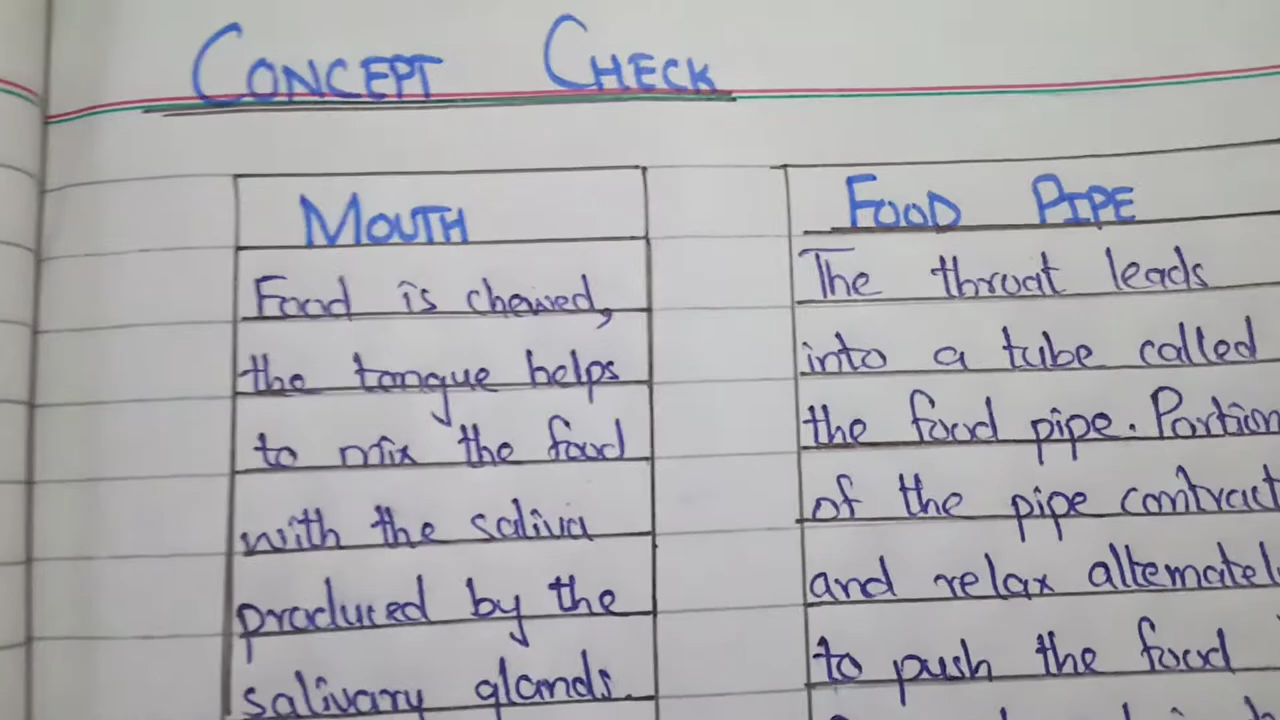 CONCEPT CHECK
MOUTH
Food is chewed,
the tongue helps
to mix the food
with the saliva
produced by the
salivary glands.
FOOD PIPE
The throat leads
into a tube called
the food pipe. Portion
of the pipe contract
and relax alternatel
to push the food